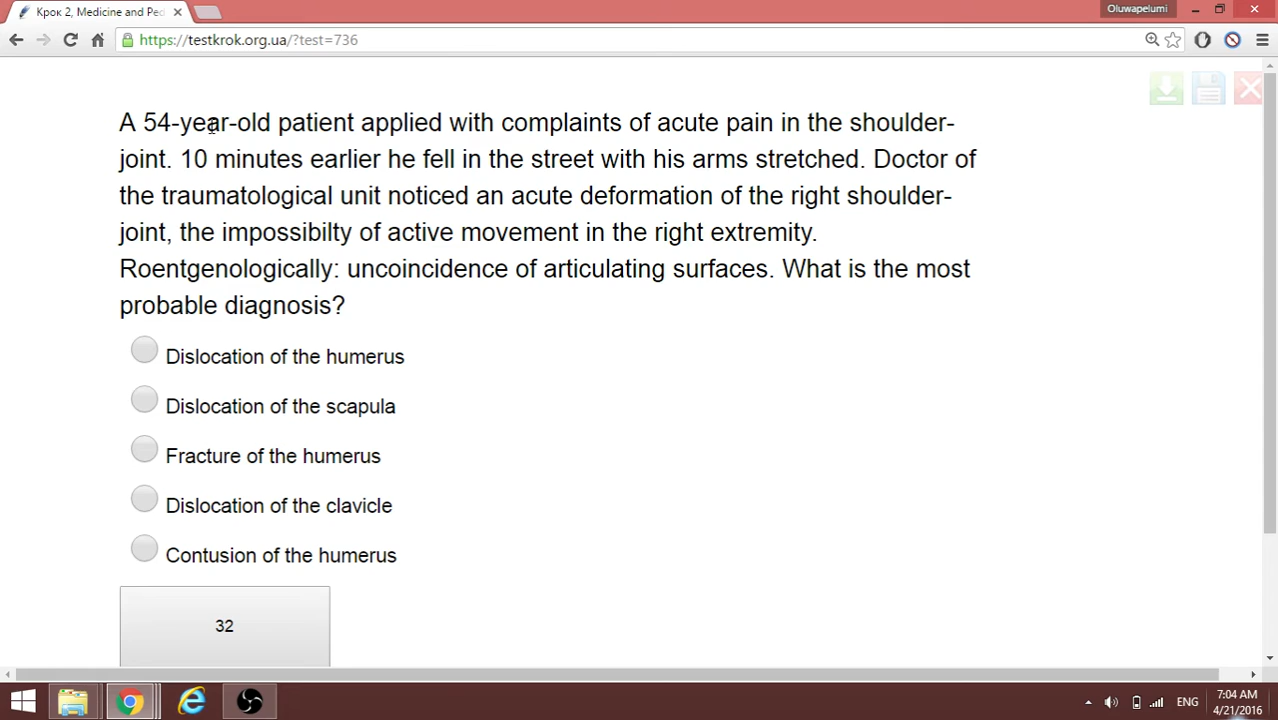 Крок 2, Medicine and Ped
Oluwapelumi
https://testkrok.org.ua/?test=736
A 54-year-old patient applied with complaints of acute pain in the shoulder-
joint. 10 minutes earlier he fell in the street with his arms stretched. Doctor of
the traumatological unit noticed an acute deformation of the right shoulder-
joint, the impossibilty of active movement in the right extremity.
Roentgenologically: uncoincidence of articulating surfaces. What is the most
probable diagnosis?
Dislocation of the humerus
Dislocation of the scapula
Fracture of the humerus
Dislocation of the clavicle
Contusion of the humerus
32
ENG
7:04 AM
4/21/2016